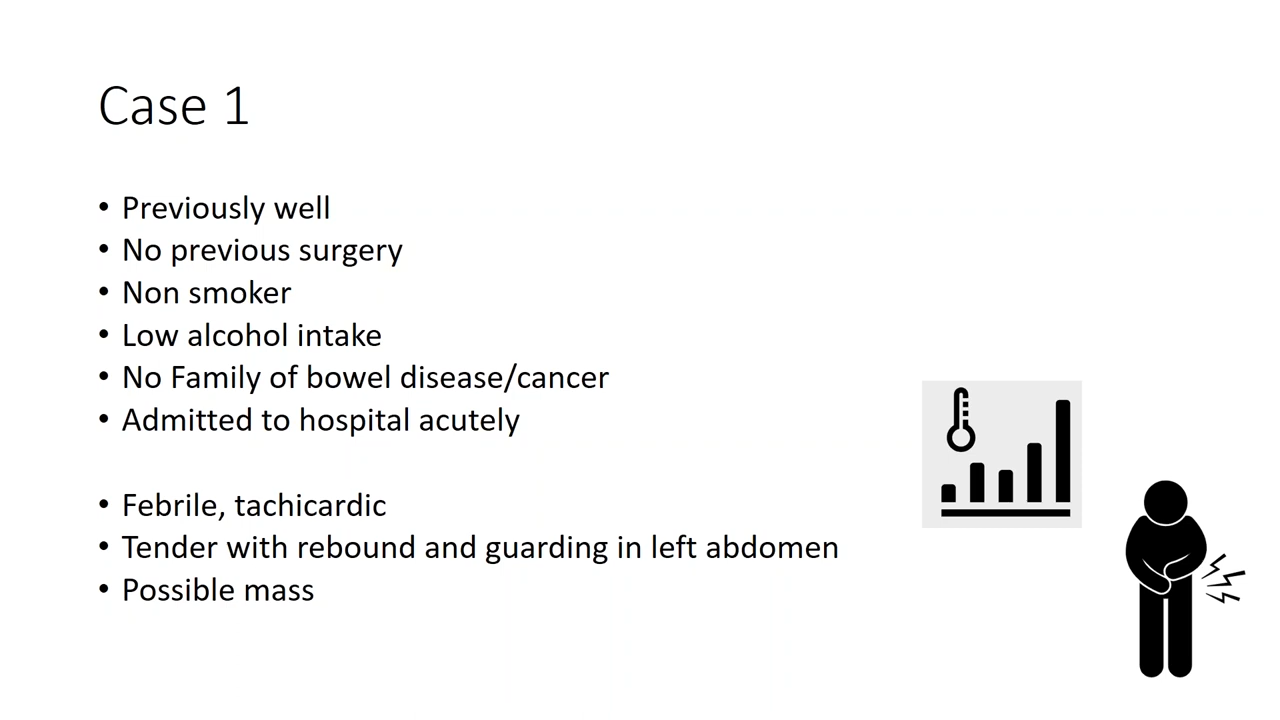 Case 1
• Previously well
• No previous surgery
• Non smoker
• Low alcohol intake
• No Family of bowel disease/cancer
• Admitted to hospital acutely
• Febrile, tachicardic
• Tender with rebound and guarding in left abdomen
• Possible mass